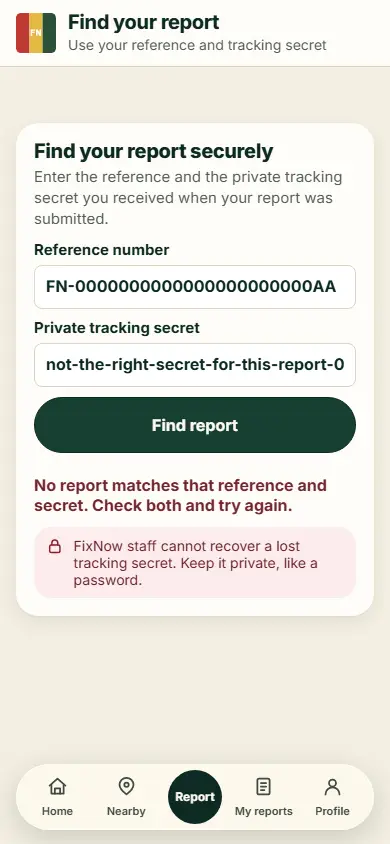 FN
Find your report
Use your reference and tracking secret
Find your report securely
Enter the reference and the private tracking
secret you received when your report was
submitted.
Reference number
FN-0000000000000000000000AA
Private tracking secret
not-the-right-secret-for-this-report-0
Find report
No report matches that reference and
secret. Check both and try again.
FixNow staff cannot recover a lost
tracking secret. Keep it private, like a
password.
Home
Nearby
Report
My reports
Profile